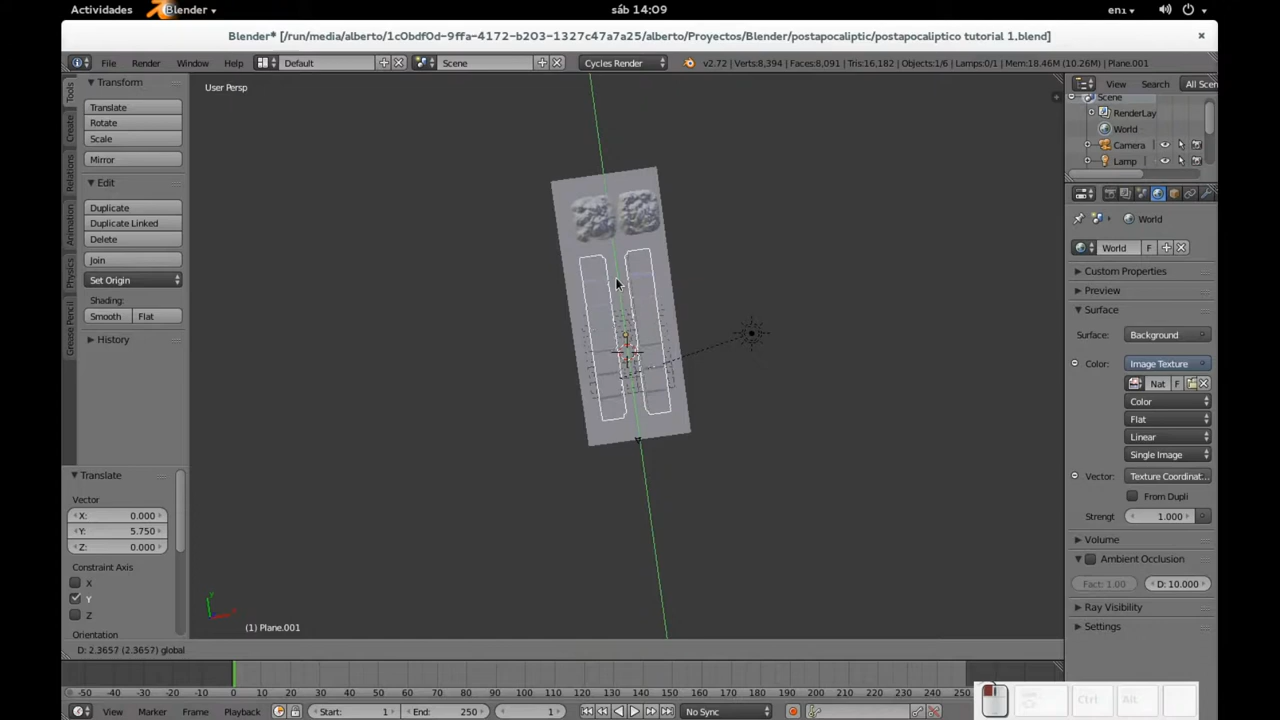 Actividades Blender sáb 14:09 en1
Blender* [/run/media/alberto/1c0bdf0d-9ffa-4172-b203-1327c47a7a25/alberto/Proyectos/Blender/postapocaliptic/postapocaliptico tutorial 1.blend] ×
File Render Window Help Default Scene Cycles Render v2.72 | Verts:8,394 | Faces:8,091 | Tris:16,182 | Objects:1/6 | Lamps:0/1 | Mem:18.46M (10.26M) | Plane.001
Tools
Create
Relations
Animation
Physics
Grease Pencil
Transform
Translate
Rotate
Scale
Mirror
Edit
Duplicate
Duplicate Linked
Delete
Join
Set Origin
Shading:
Smooth Flat
History
Translate
Vector
X: 0.000
Y: 5.750
Z: 0.000
Constraint Axis
X
Y
Z
Orientation
User Persp
Y
(1) Plane.001
View Search All Scen
Scene
RenderLay
World
Camera
Lamp
World
World F
Custom Properties
Preview
Surface
Surface: Background
Color: Image Texture
Nat F
Color
Flat
Linear
Single Image
Vector: Texture Coordinat...
From Dupli
Strengt 1.000
Volume
Ambient Occlusion
Fact: 1.00 D: 10.000
Ray Visibility
Settings
D: 2.3657 (2.3657) global
-50 -40 -30 -20 -10 0 10 20 30 40 50 60 70 80 90 100 110 120 130 140 150 160 170 180 190 200 210 220 230 240 250
View Marker Frame Playback Start: 1 End: 250 1 No Sync
Ctrl Alt